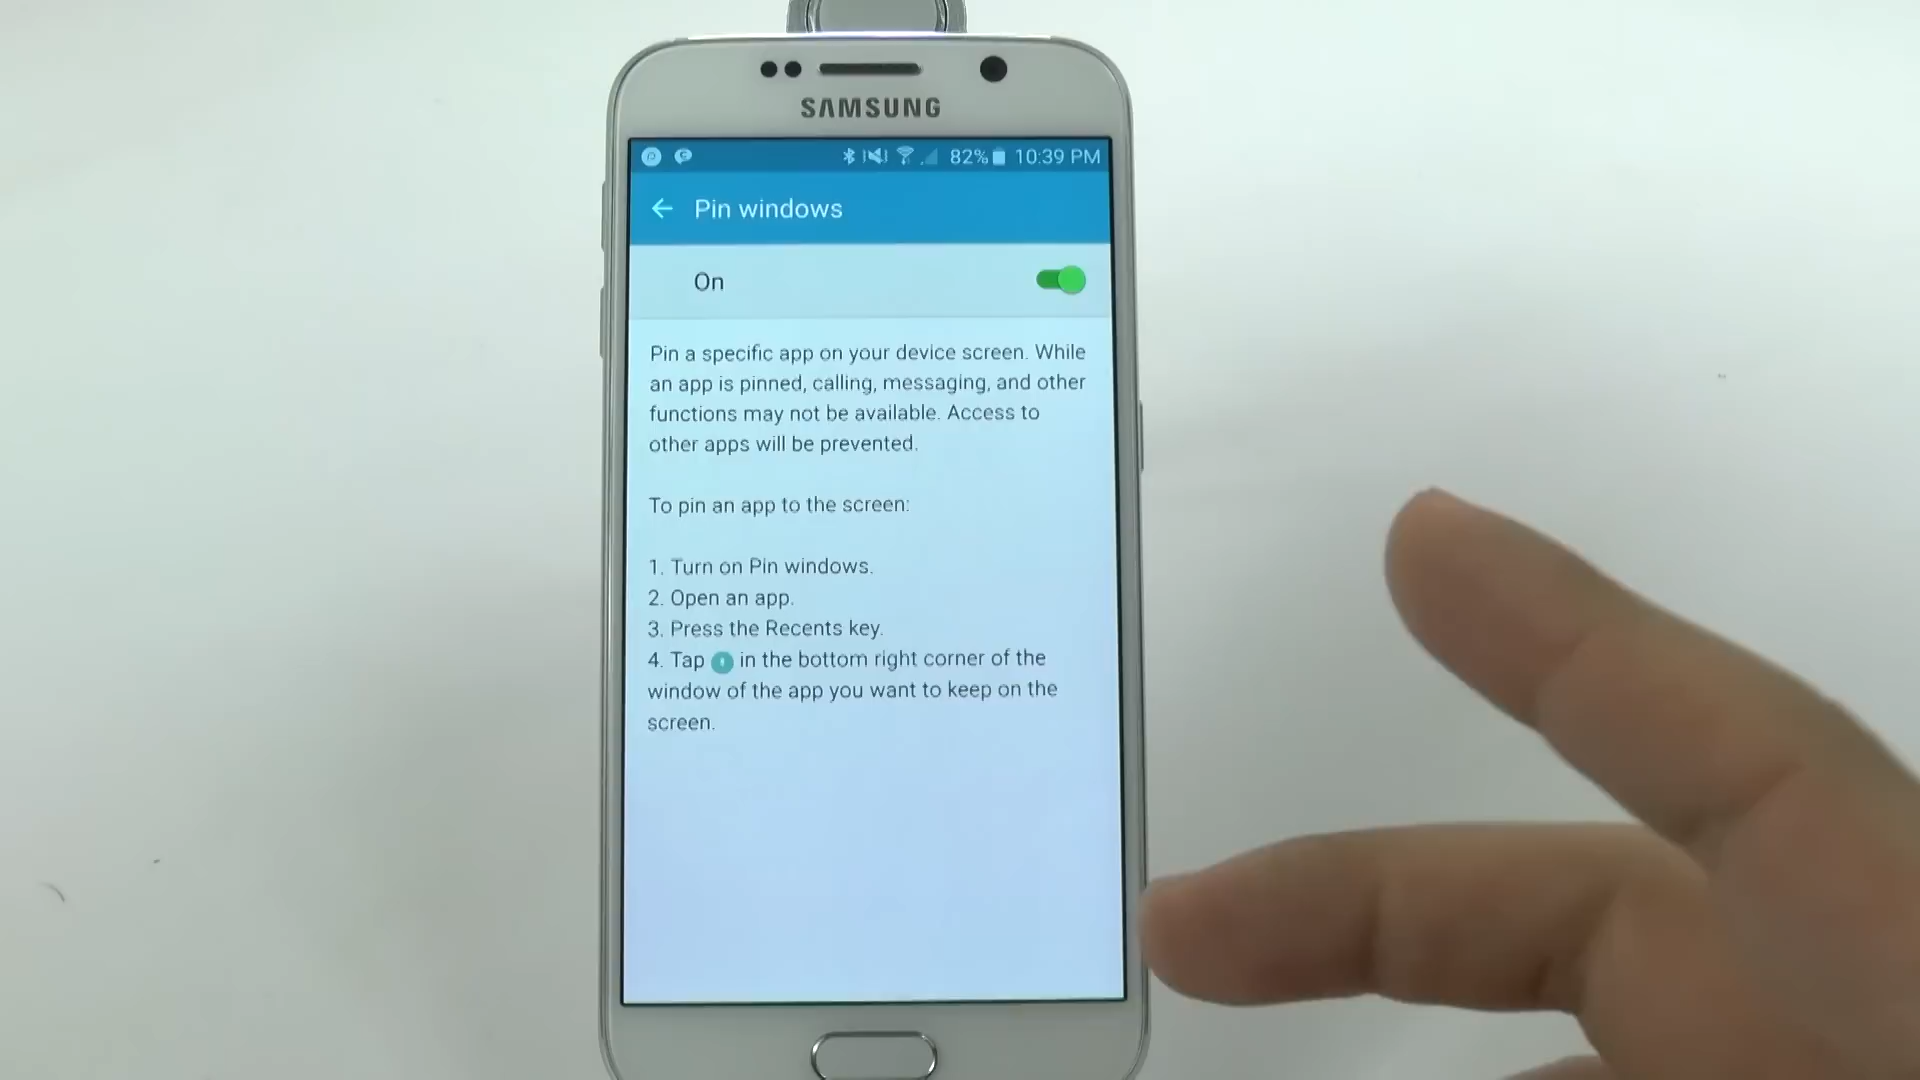 SAMSUNG
82% 10:39 PM
Pin windows
On
Pin a specific app on your device screen. While
an app is pinned, calling, messaging, and other
functions may not be available. Access to
other apps will be prevented.
To pin an app to the screen:
1. Turn on Pin windows.
2. Open an app.
3. Press the Recents key.
4. Tap in the bottom right corner of the
window of the app you want to keep on the
screen.